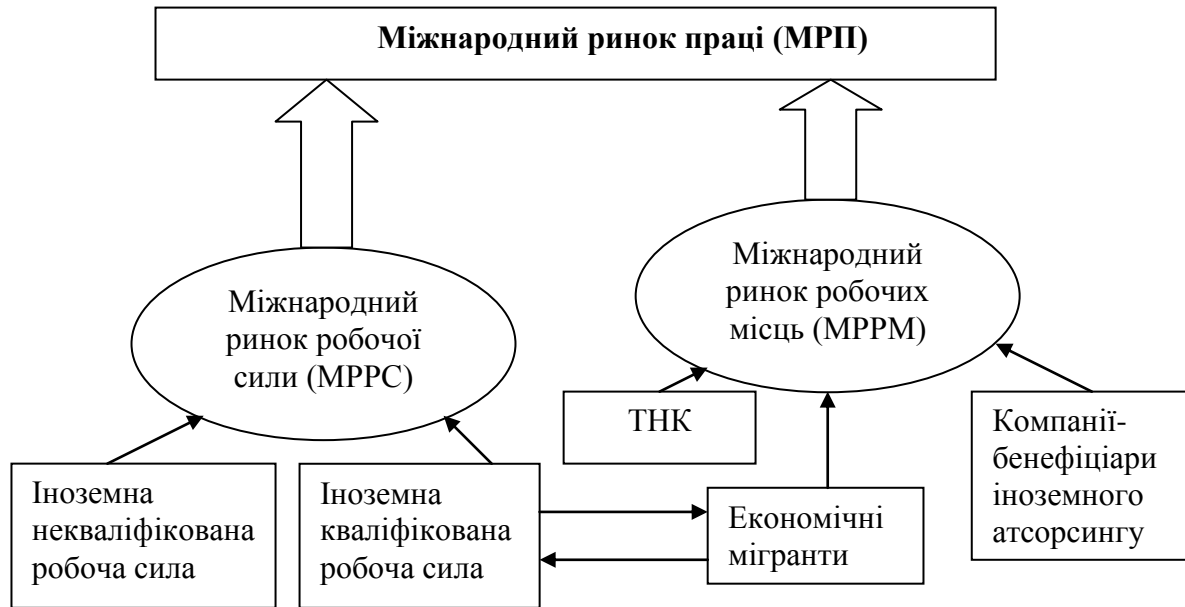 Міжнародний ринок праці (МРП)
Міжнародний
ринок робочої
сили (МРРС)
Міжнародний
ринок робочих
місць (МРРМ)
ТНК
Компанії-
бенефіціари
іноземного
атсорсингу
Іноземна
некваліфікована
робоча сила
Іноземна
кваліфікована
робоча сила
Економічні
мігранти